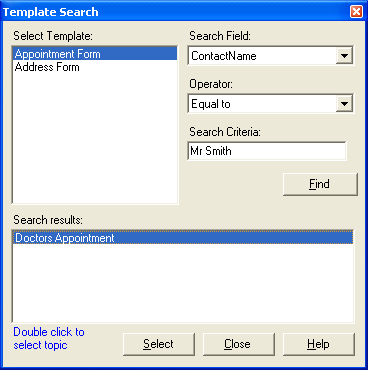 Template Search
Select Template:
Appointment Form
Address Form
Search Field:
ContactName
Operator:
Equal to
Search Criteria:
Mr Smith
Find
Search results:
Doctors Appointment
Double click to
select topic
Select
Close
Help